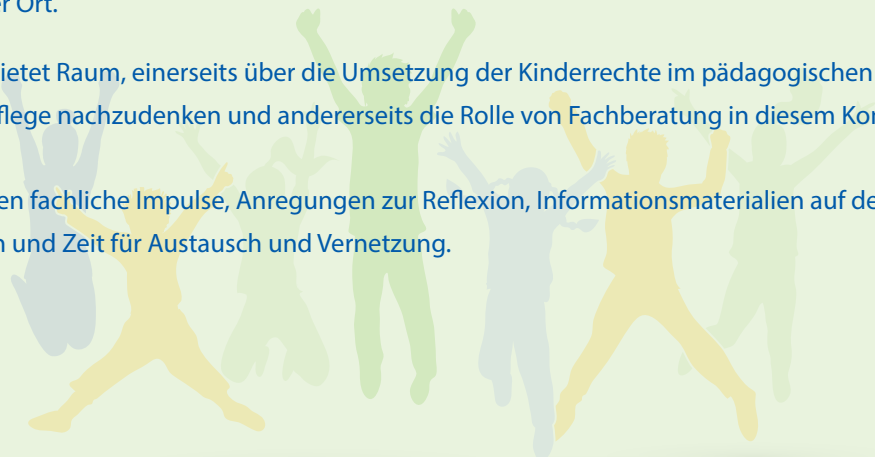 er Ort.
ietet Raum, einerseits über die Umsetzung der Kinderrechte im pädagogischen
flege nachzudenken und andererseits die Rolle von Fachberatung in diesem Kon
en fachliche Impulse, Anregungen zur Reflexion, Informationsmaterialien auf de
n und Zeit für Austausch und Vernetzung.